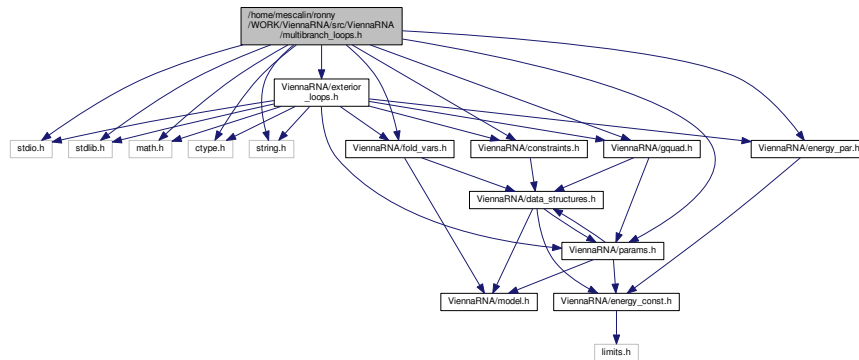 /home/mescalin/ronny
/WORK/ViennaRNA/src/ViennaRNA
/multibranch_loops.h
ViennaRNA/exterior
_loops.h
stdio.h
stdlib.h
math.h
ctype.h
string.h
ViennaRNA/fold_vars.h
ViennaRNA/constraints.h
ViennaRNA/gquad.h
ViennaRNA/energy_par.h
ViennaRNA/data_structures.h
ViennaRNA/params.h
ViennaRNA/model.h
ViennaRNA/energy_const.h
limits.h